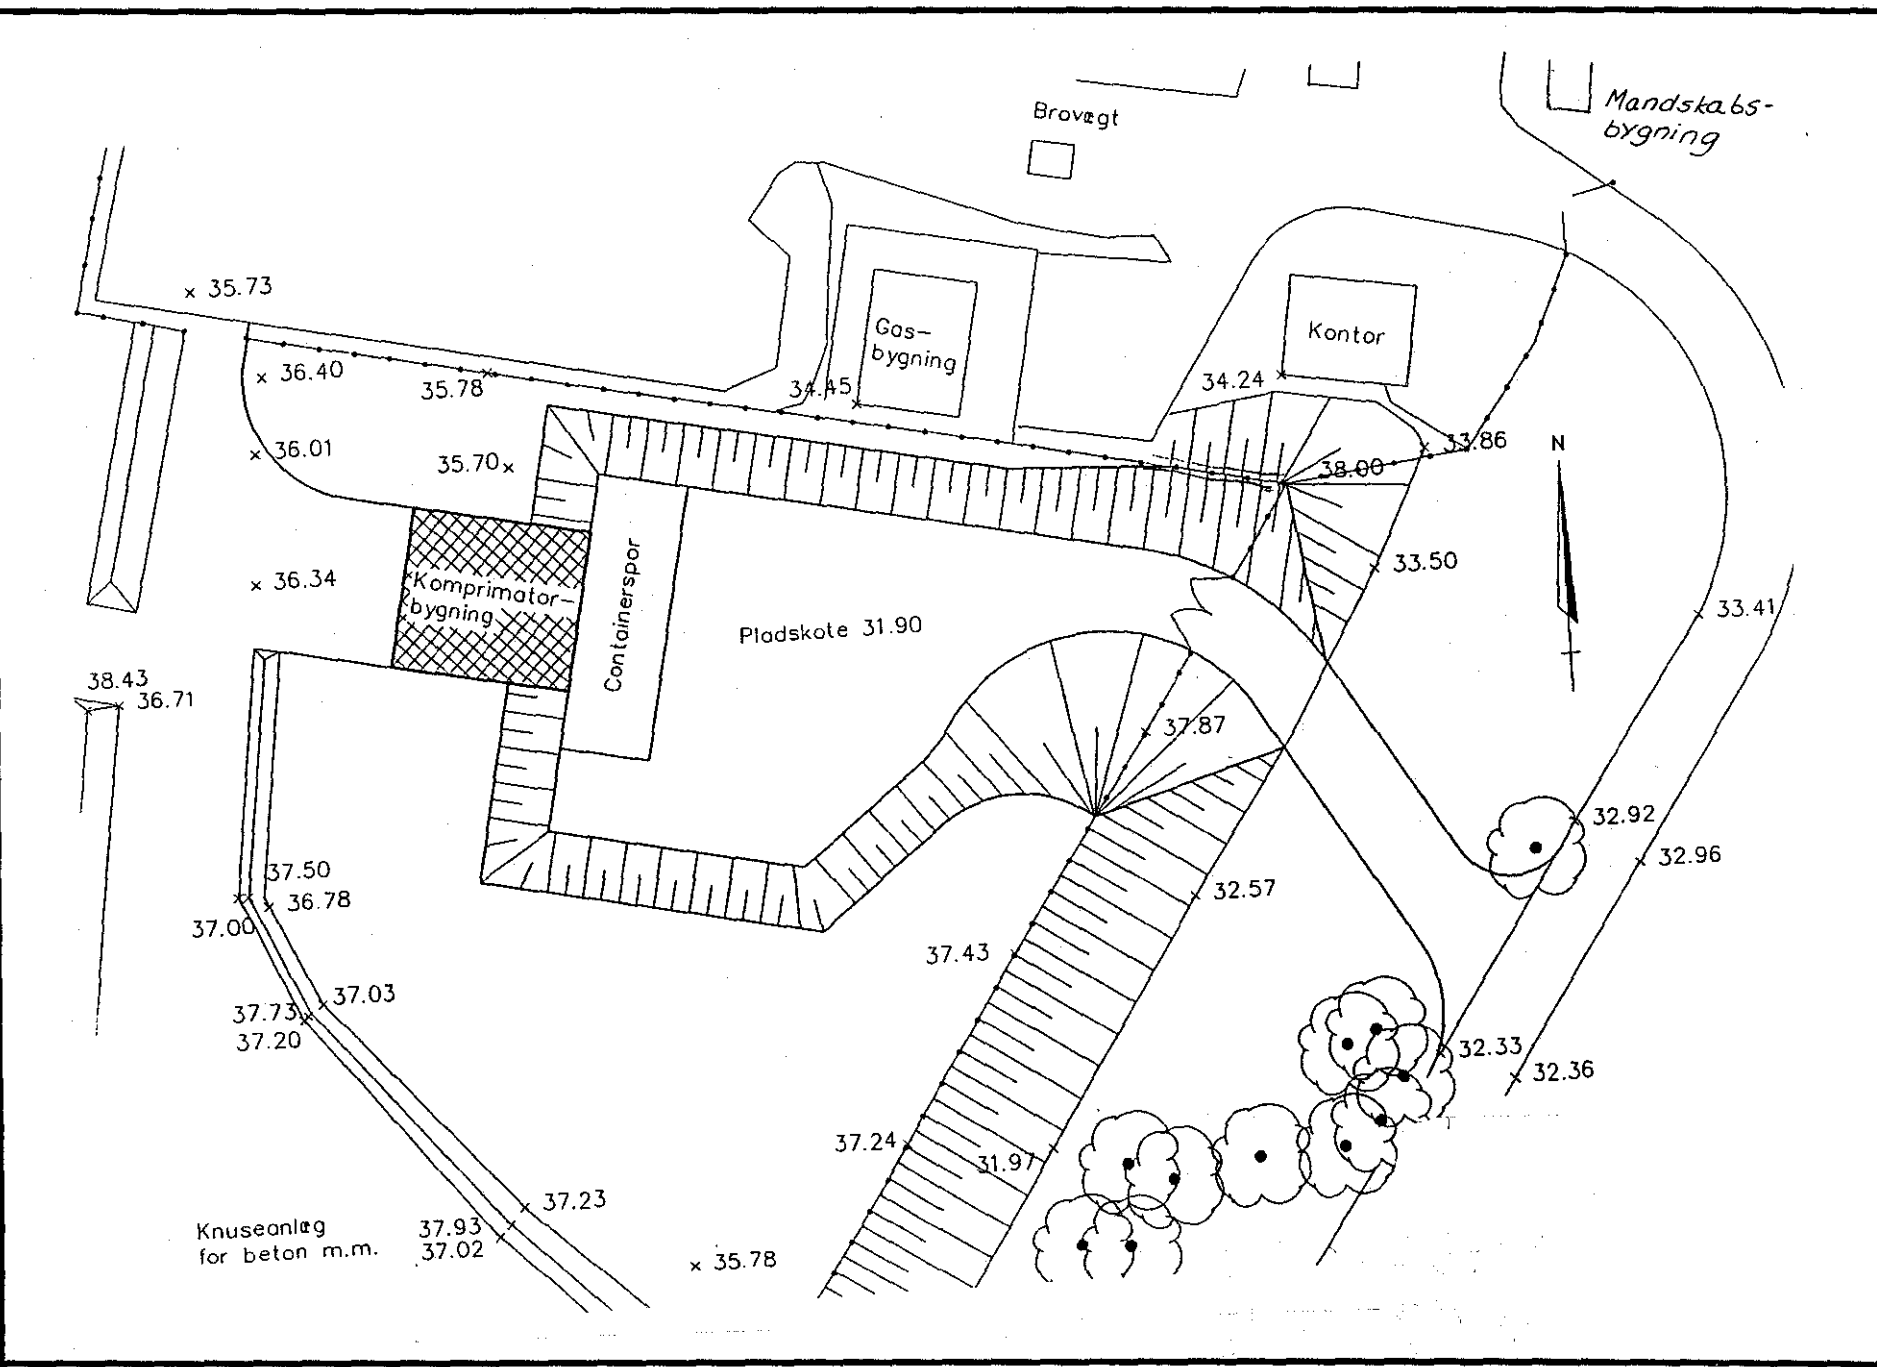 Brovægt
Mandskabs-
bygning
35.73
36.40
35.78
34.45
Gas-
bygning
Kontor
34.24
33.86
38.00
N
36.01
35.70
33.50
36.34
Komprimator-
bygning
Containerspor
Pladskote 31.90
33.41
38.43
36.71
37.87
32.92
32.96
37.50
36.78
37.00
32.57
37.43
37.03
37.73
37.20
32.33
32.36
37.24
31.97
37.23
Knuseanlæg
for beton m.m.
37.93
37.02
35.78